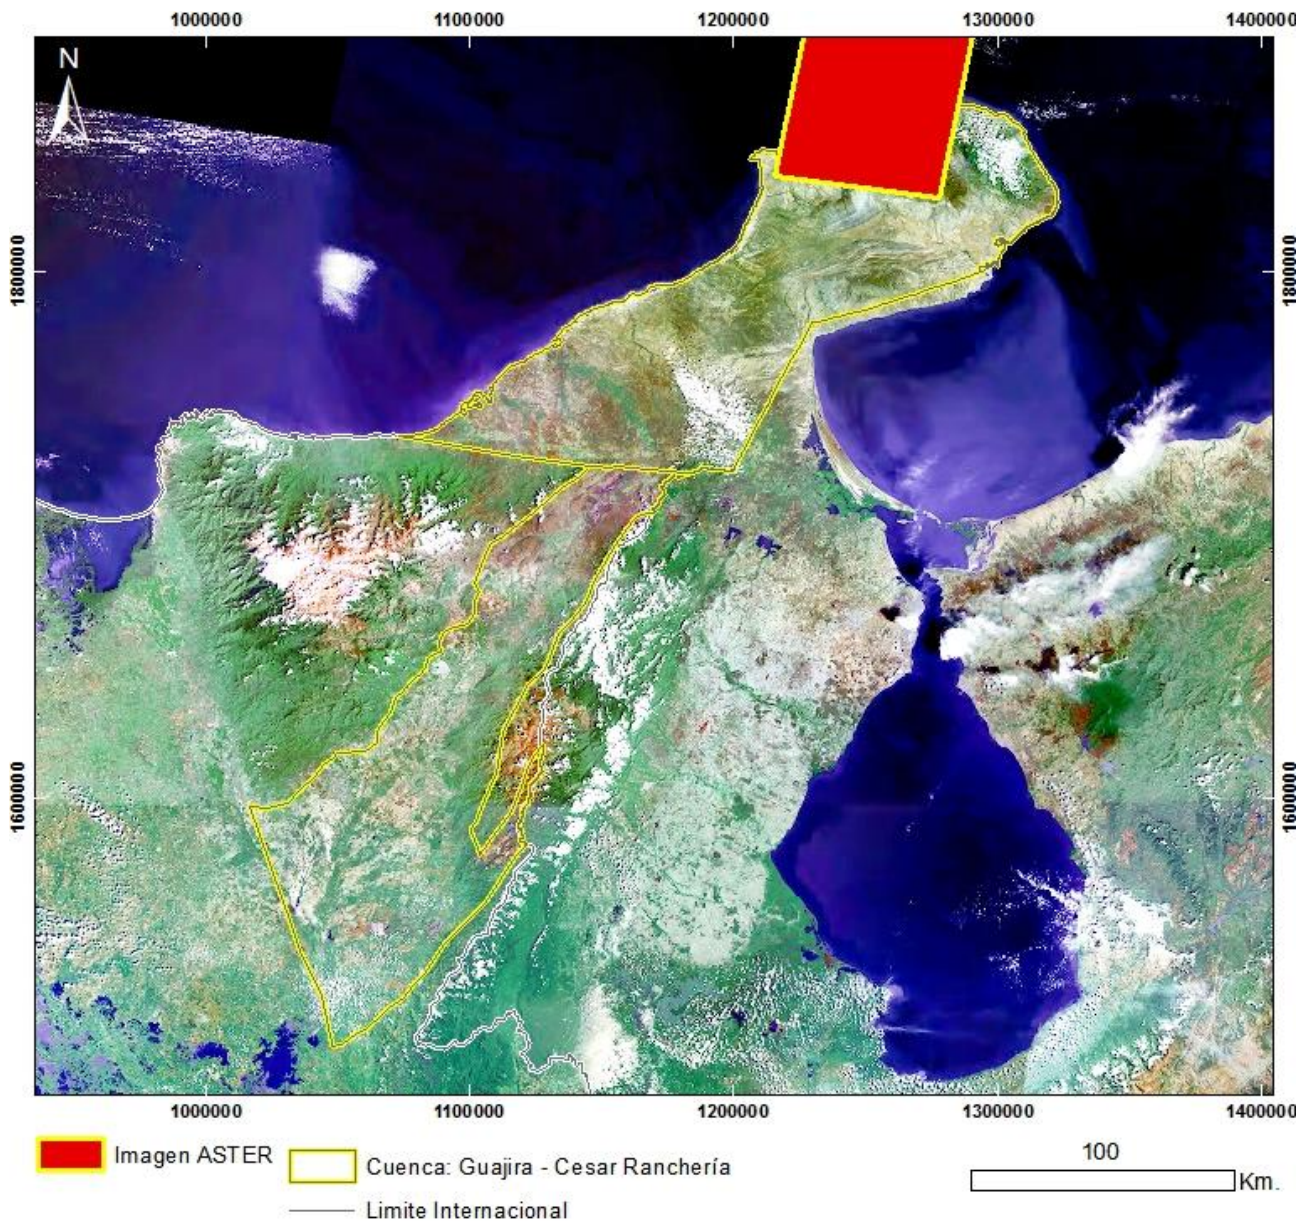 1000000 1100000 1200000 1300000 1400000
N
1800000 1800000
1600000 1600000
1000000 1100000 1200000 1300000 1400000
Imagen ASTER
Cuenca: Guajira - Cesar Ranchería
Limite Internacional
100
Km.